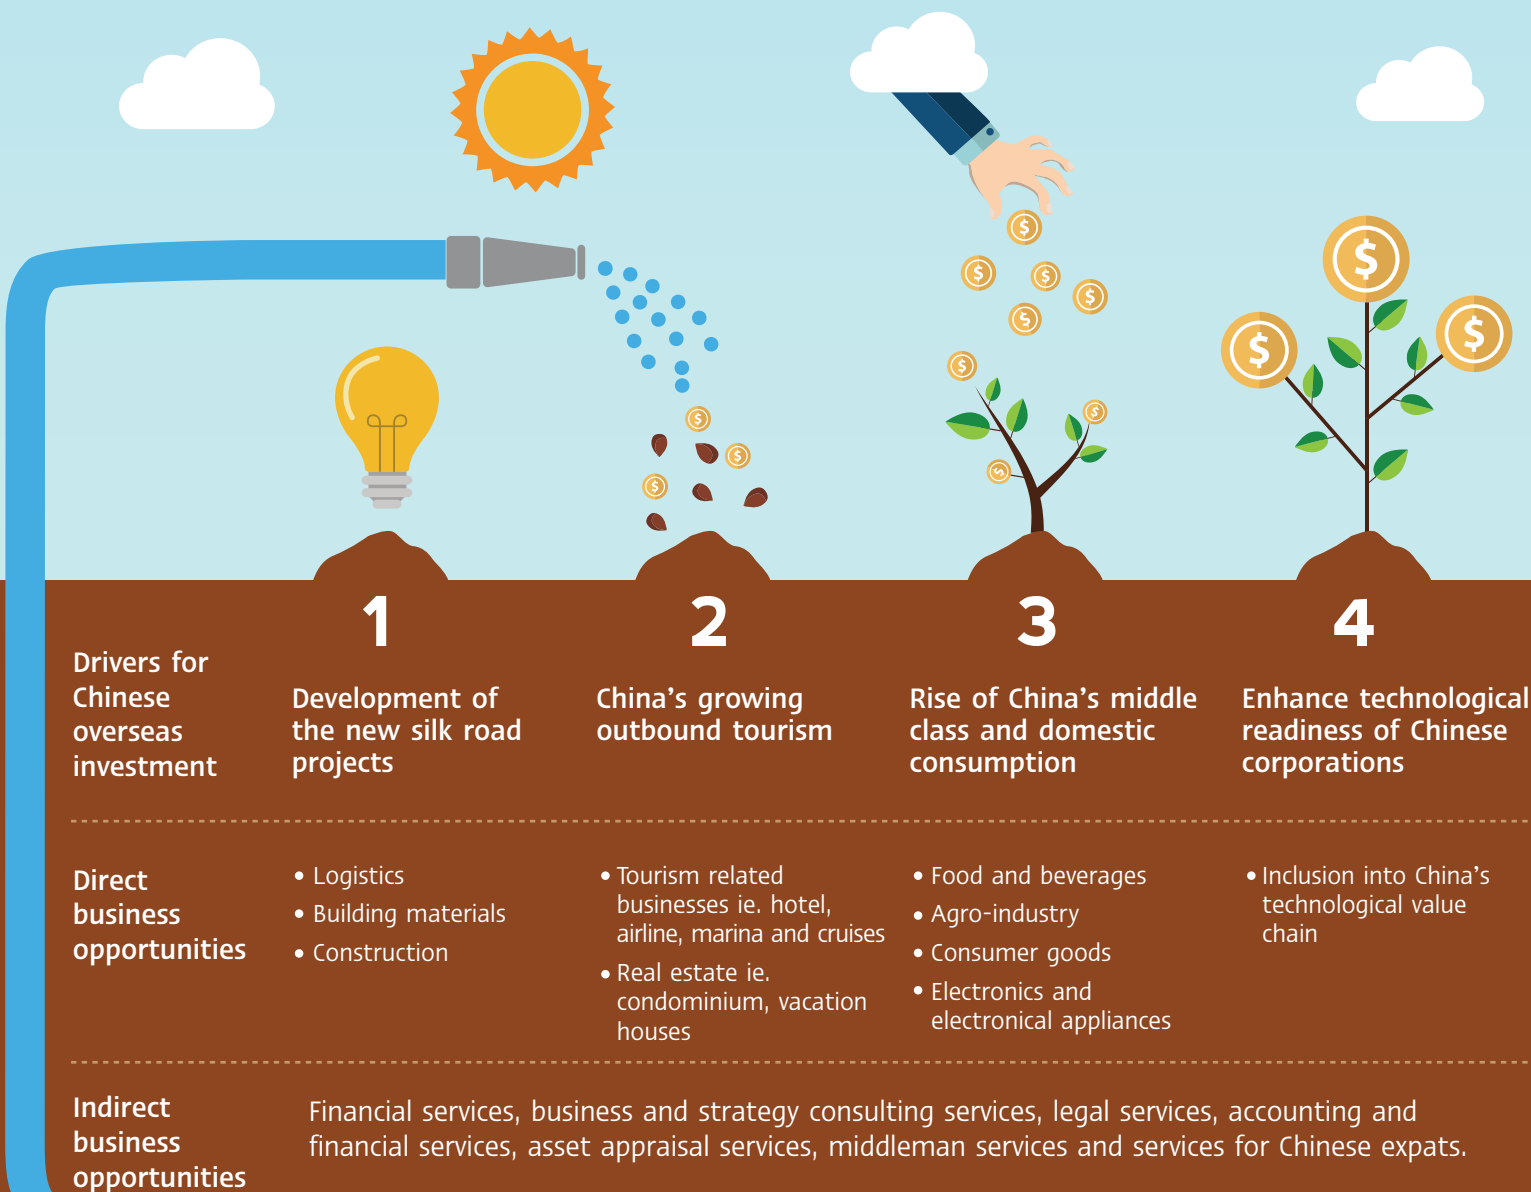 1
2
3
4
Drivers for
Chinese
overseas
investment
Development of
the new silk road
projects
China’s growing
outbound tourism
Rise of China’s middle
class and domestic
consumption
Enhance technological
readiness of Chinese
corporations
Direct
business
opportunities
• Logistics
• Building materials
• Construction
• Tourism related
businesses ie. hotel,
airline, marina and cruises
• Real estate ie.
condominium, vacation
houses
• Food and beverages
• Agro-industry
• Consumer goods
• Electronics and
electronical appliances
• Inclusion into China’s
technological value
chain
Indirect
business
opportunities
Financial services, business and strategy consulting services, legal services, accounting and
financial services, asset appraisal services, middleman services and services for Chinese expats.